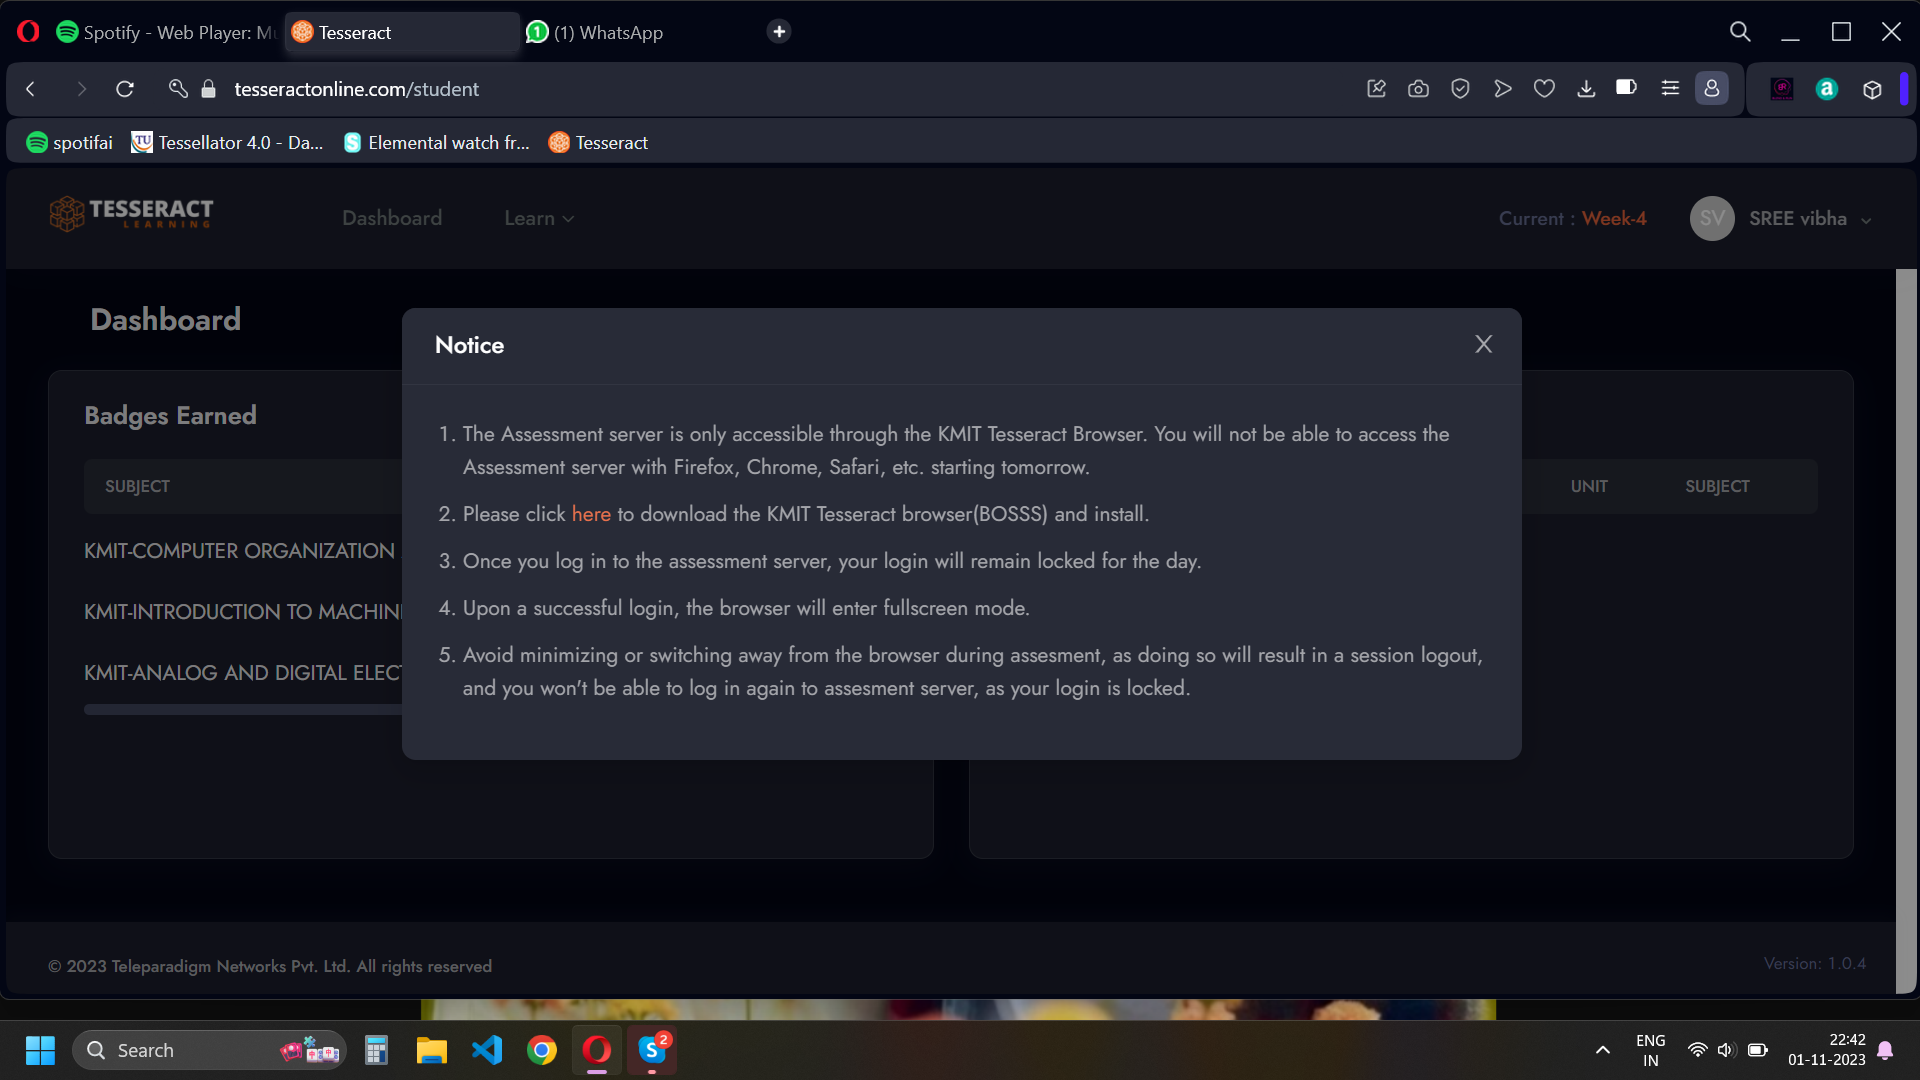 Spotify - Web Player: Mu
Tesseract
(1) WhatsApp
tesseractonline.com/student
spotifai
Tessellator 4.0 - Da...
Elemental watch fr...
Tesseract
TESSERACT
LEARNING
Dashboard
Learn
Current : Week-4
SV
SREE vibha
Dashboard
Notice
X
Badges Earned
SUBJECT
UNIT
SUBJECT
KMIT-COMPUTER ORGANIZATION
KMIT-INTRODUCTION TO
KMIT-ANALOG AND DIGITAL
1. The Assessment server is only accessible through the KMIT Tesseract Browser. You will not be able to access the
Assessment server with Firefox, Chrome, Safari, etc. starting tomorrow.
2. Please click here to download the KMIT Tesseract browser(BOSSS) and install.
3. Once you log in to the assessment server, your login will remain locked for the day.
4. Upon a successful login, the browser will enter fullscreen mode.
5. Avoid minimizing or switching away from the browser during assesment, as doing so will result in a session logout,
and you won't be able to log in again to assesment server, as your login is locked.
© 2023 Teleparadigm Networks Pvt. Ltd. All rights reserved
Version: 1.0.4
Search
2
ENG
IN
22:42
01-11-2023